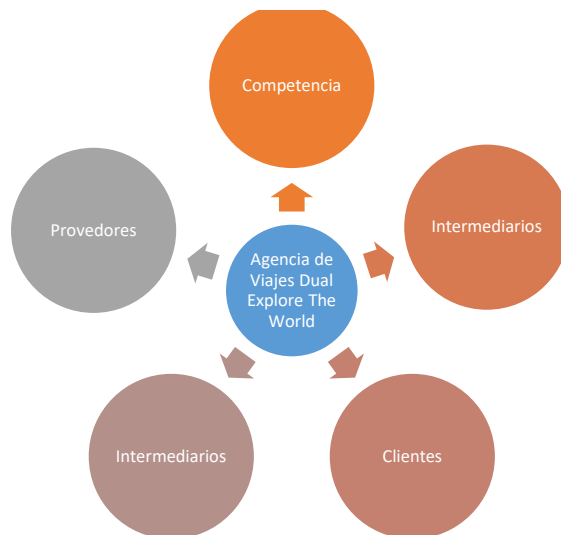 Competencia
Intermediarios
Provedores
Agencia de
Viajes Dual
Explore The
World
Intermediarios
Clientes